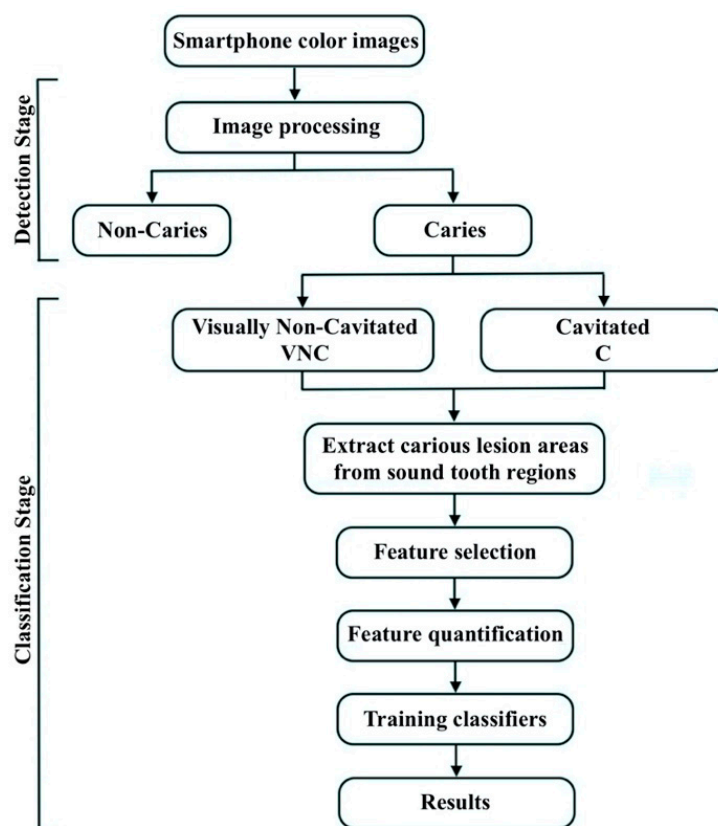 Smartphone color images
Detection Stage
Image processing
Non-Caries
Caries
Classification Stage
Visually Non-Cavitated
VNC
Cavitated
C
Extract carious lesion areas
from sound tooth regions
Feature selection
Feature quantification
Training classifiers
Results